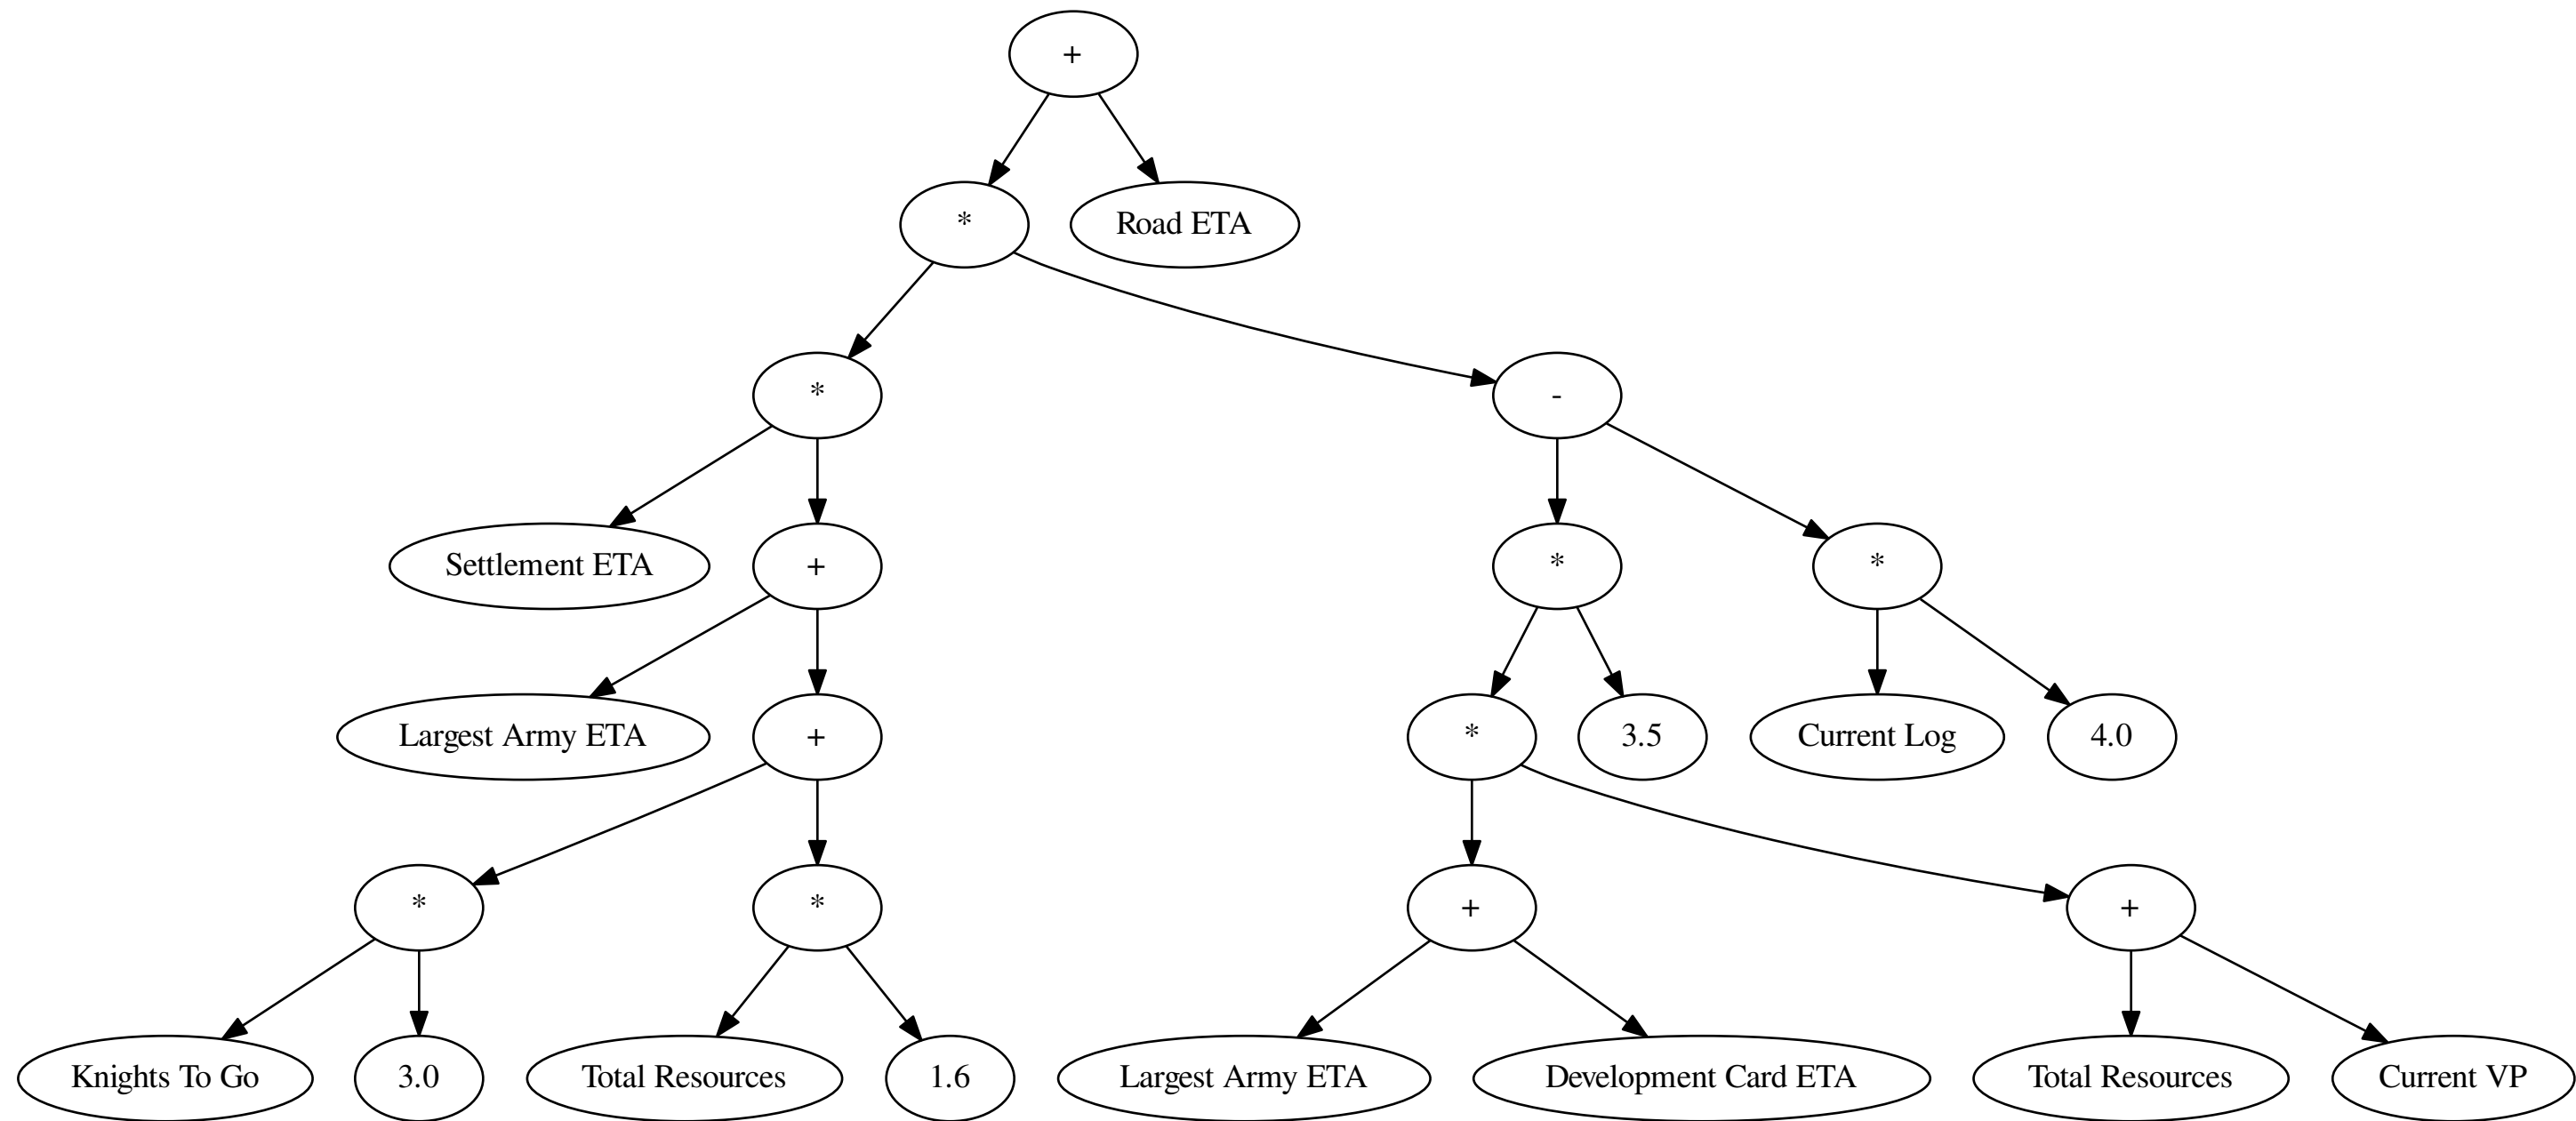 +
*
Road ETA
*
-
Settlement ETA
+
*
*
Largest Army ETA
+
*
3.5
Current Log
4.0
*
*
+
+
Knights To Go
3.0
Total Resources
1.6
Largest Army ETA
Development Card ETA
Total Resources
Current VP